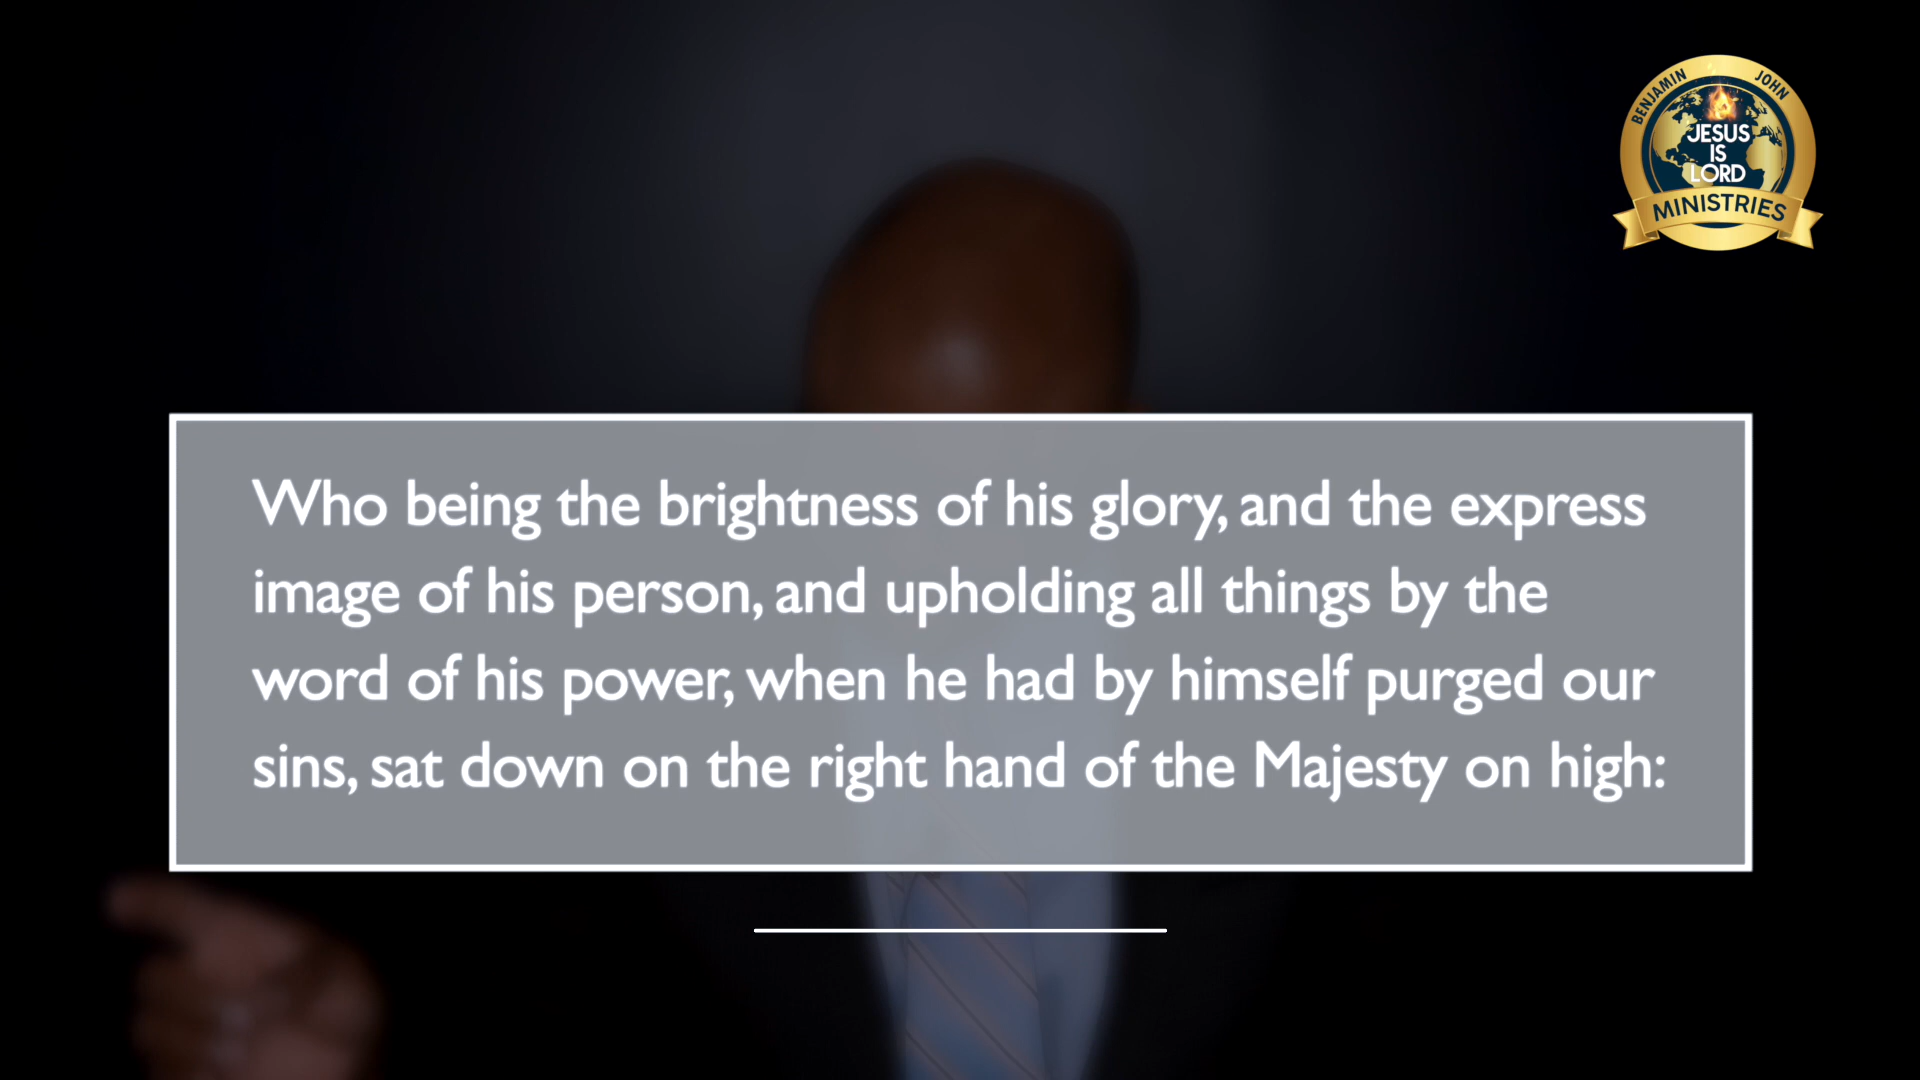 BENJAMIN JOHN
JESUS
IS
LORD
MINISTRIES
Who being the brightness of his glory, and the express
image of his person, and upholding all things by the
word of his power, when he had by himself purged our
sins, sat down on the right hand of the Majesty on high: